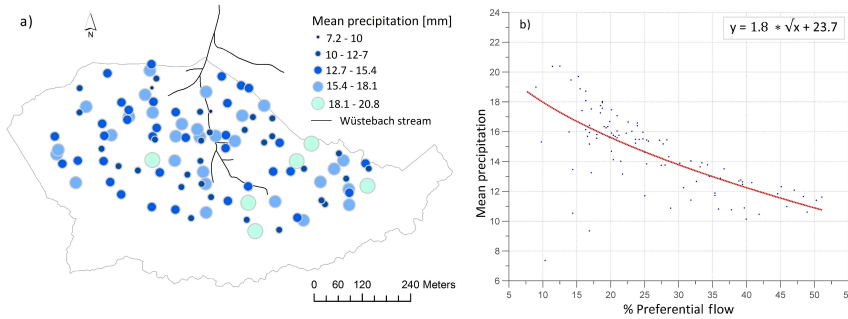 a)
N
Mean precipitation [mm]
7.2 - 10
10 - 12-7
12.7 - 15.4
15.4 - 18.1
18.1 - 20.8
Wüstebach stream
0 60 120 240 Meters
b)
y = 1.8 * √x + 23.7
Mean precipitation
24
22
20
18
16
14
12
10
8
6
5 10 15 20 25 30 35 40 45 50 55
% Preferential flow